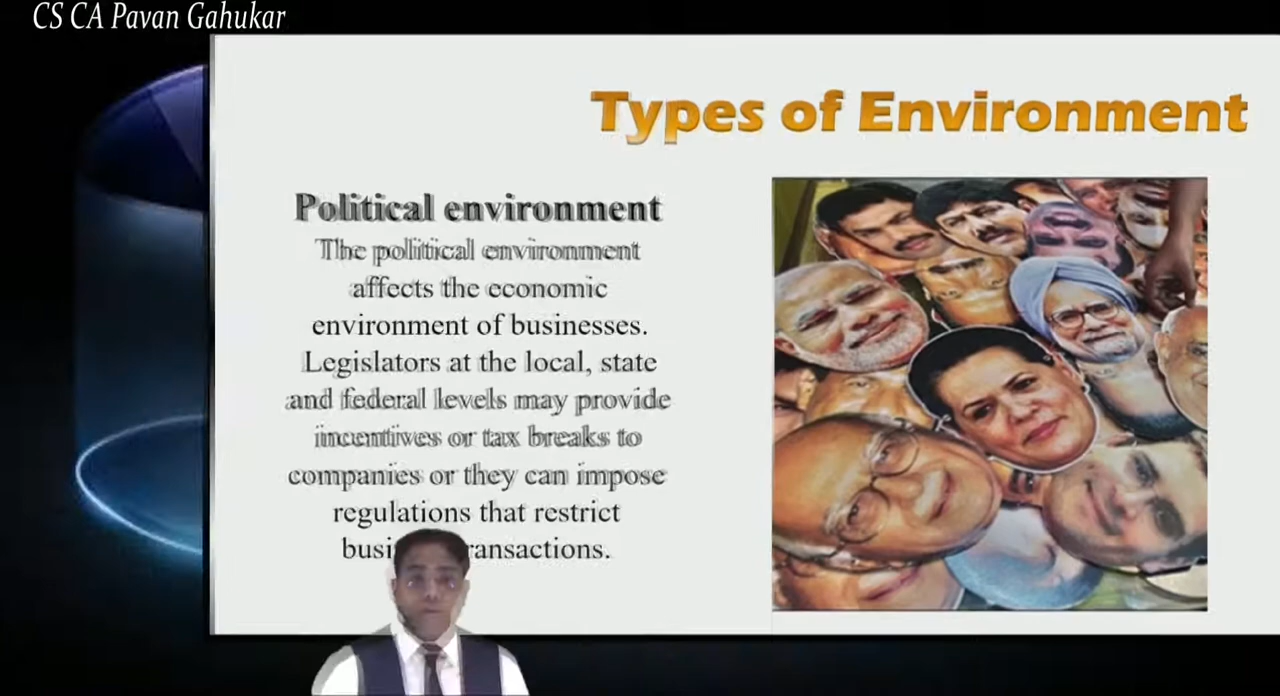 CS CA Pavan Gahukar
Types of Environment
Political environment
The political environment
affects the economic
environment of businesses.
Legislators at the local, state
and federal levels may provide
incentives or tax breaks to
companies or they can impose
regulations that restrict